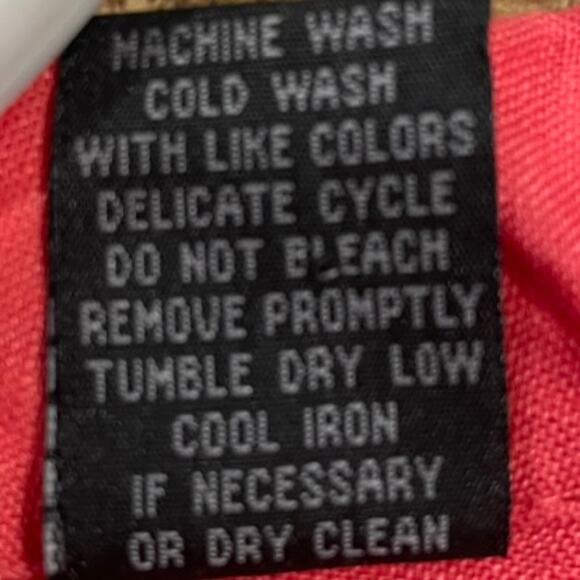 MACHINE WASH
COLD WASH
WITH LIKE COLORS
DELICATE CYCLE
DO NOT BLEACH
REMOVE PROMPTLY
TUMBLE DRY LOW
COOL IRON
IF NECESSARY
OR DRY CLEAN